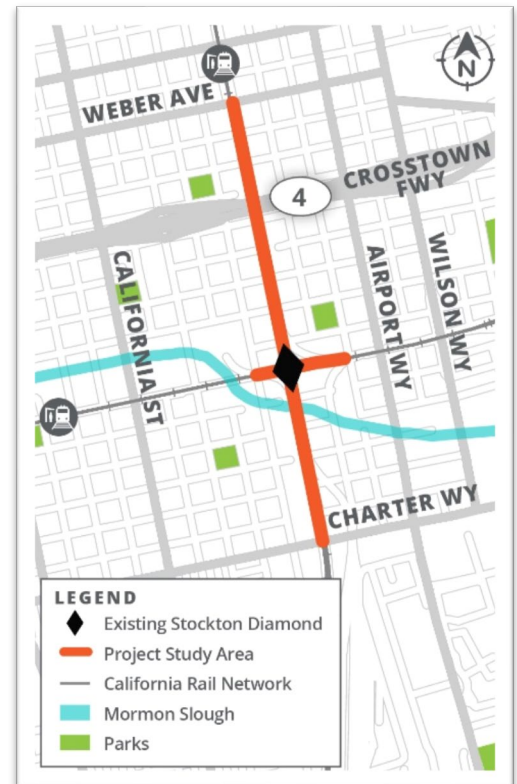 N
WEBER AVE
CROSSTOWN
FWY
4
CALIFORNIA ST
AIRPORT WY
WILSON WY
CHARTER WY
LEGEND
Existing Stockton Diamond
Project Study Area
California Rail Network
Mormon Slough
Parks